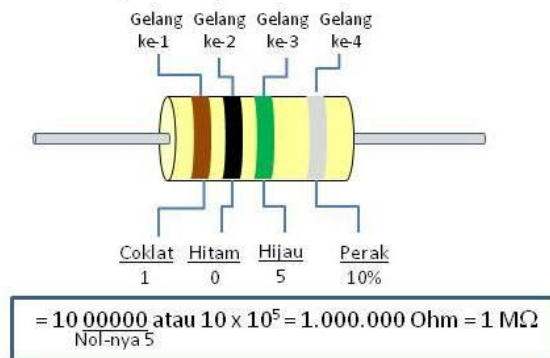 Gelang Gelang Gelang Gelang
ke-1 ke-2 ke-3 ke-4
Coklat Hitam Hijau Perak
1 0 5 10%
= 10 00000 atau 10 x 10⁵ = 1.000.000 Ohm = 1 MΩ
Nol-nya 5